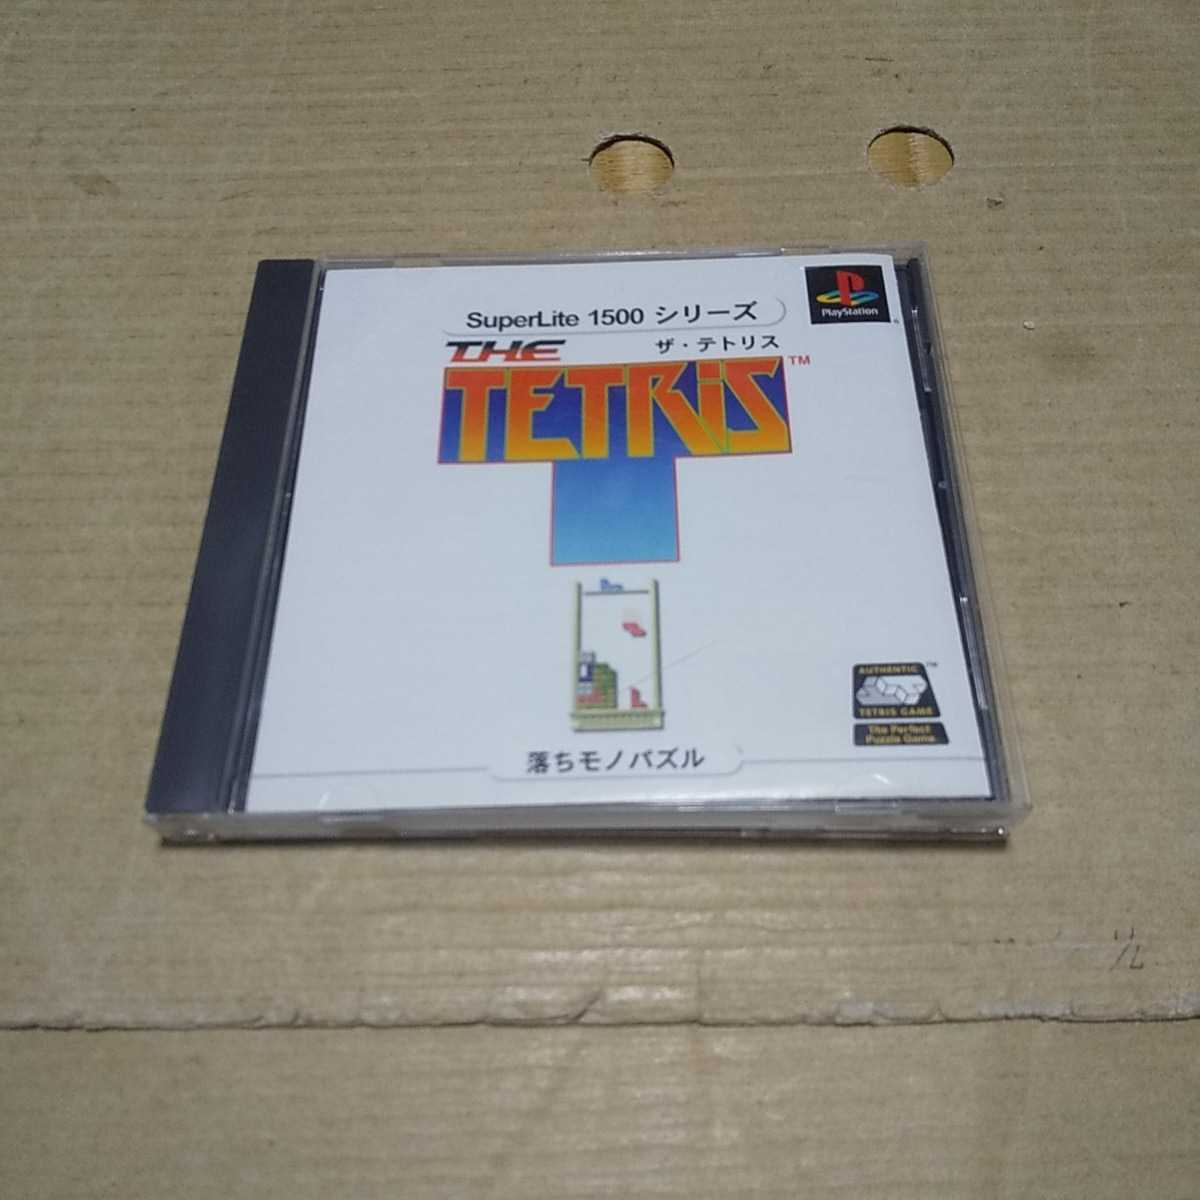 SuperLite 1500 シリーズ
PlayStation
THE
ザ・テトリス
TETRiS™
AUTHENTIC ™
TETRIS GAME
The Perfect
Puzzle Game
落ちモノパズル